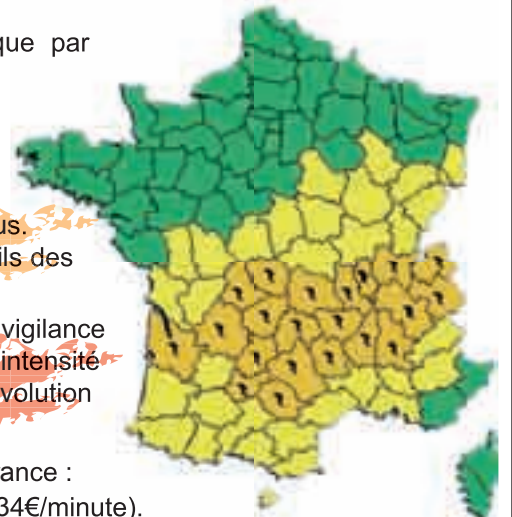 que par
us.
ils des
vigilance
intensité
volution
ance :
34€/minute).